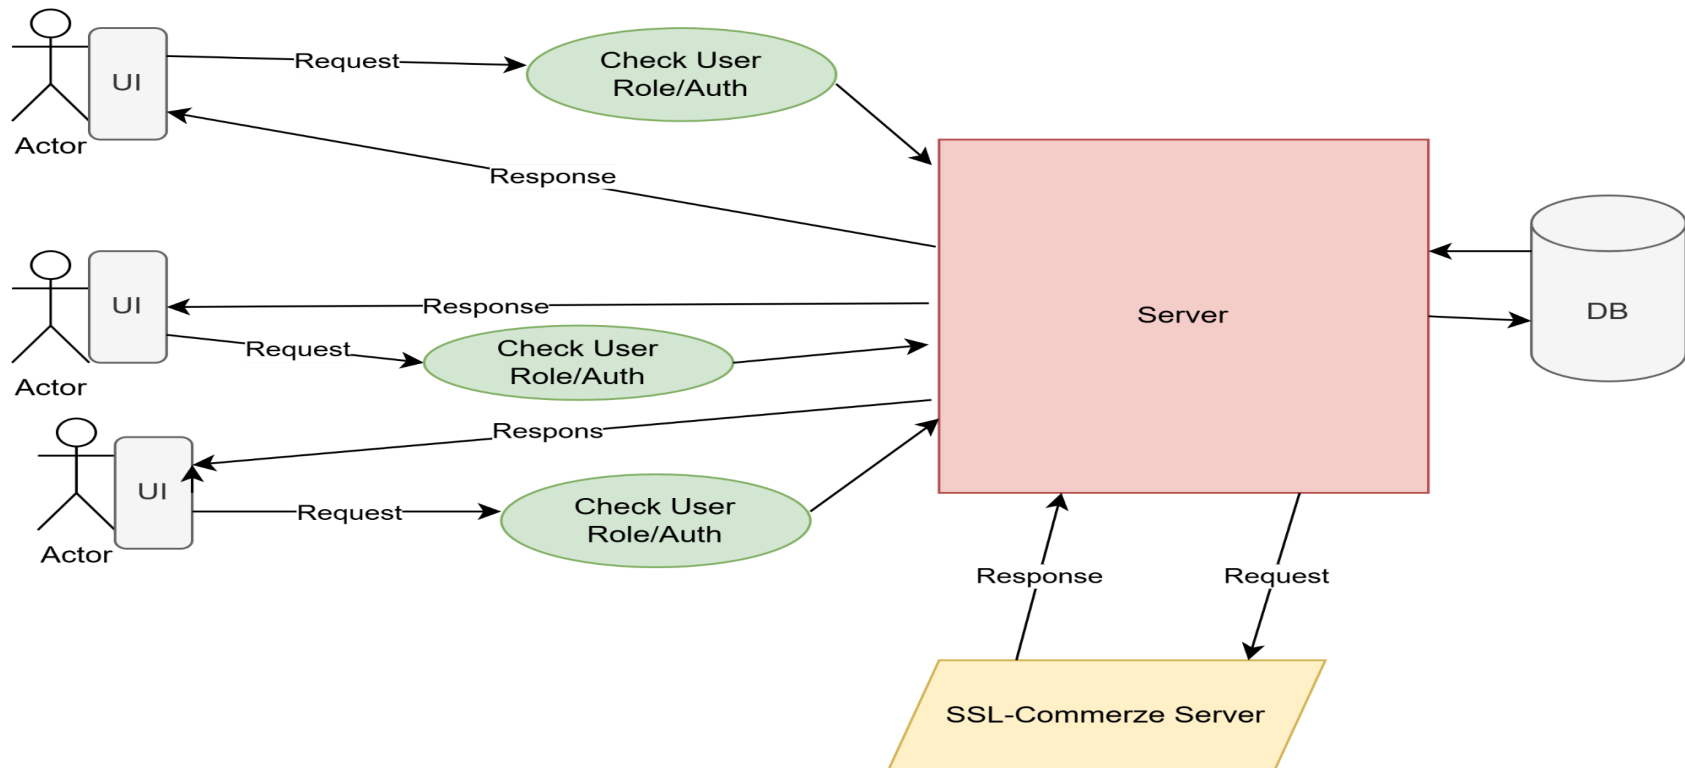 UI
Request
Check User
Role/Auth
Actor
Response
UI
Response
Server
DB
Request
Check User
Role/Auth
Actor
Respons
UI
Request
Check User
Role/Auth
Actor
Response
Request
SSL-Commerze Server